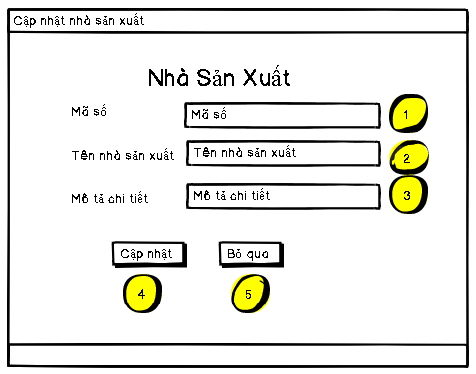 Cập nhật nhà sản xuất
Nhà Sản Xuất
Mã số Mã số 1
Tên nhà sản xuất Tên nhà sản xuất 2
Mô tả chi tiết Mô tả chi tiết 3
Cập nhật Bỏ qua
4 5